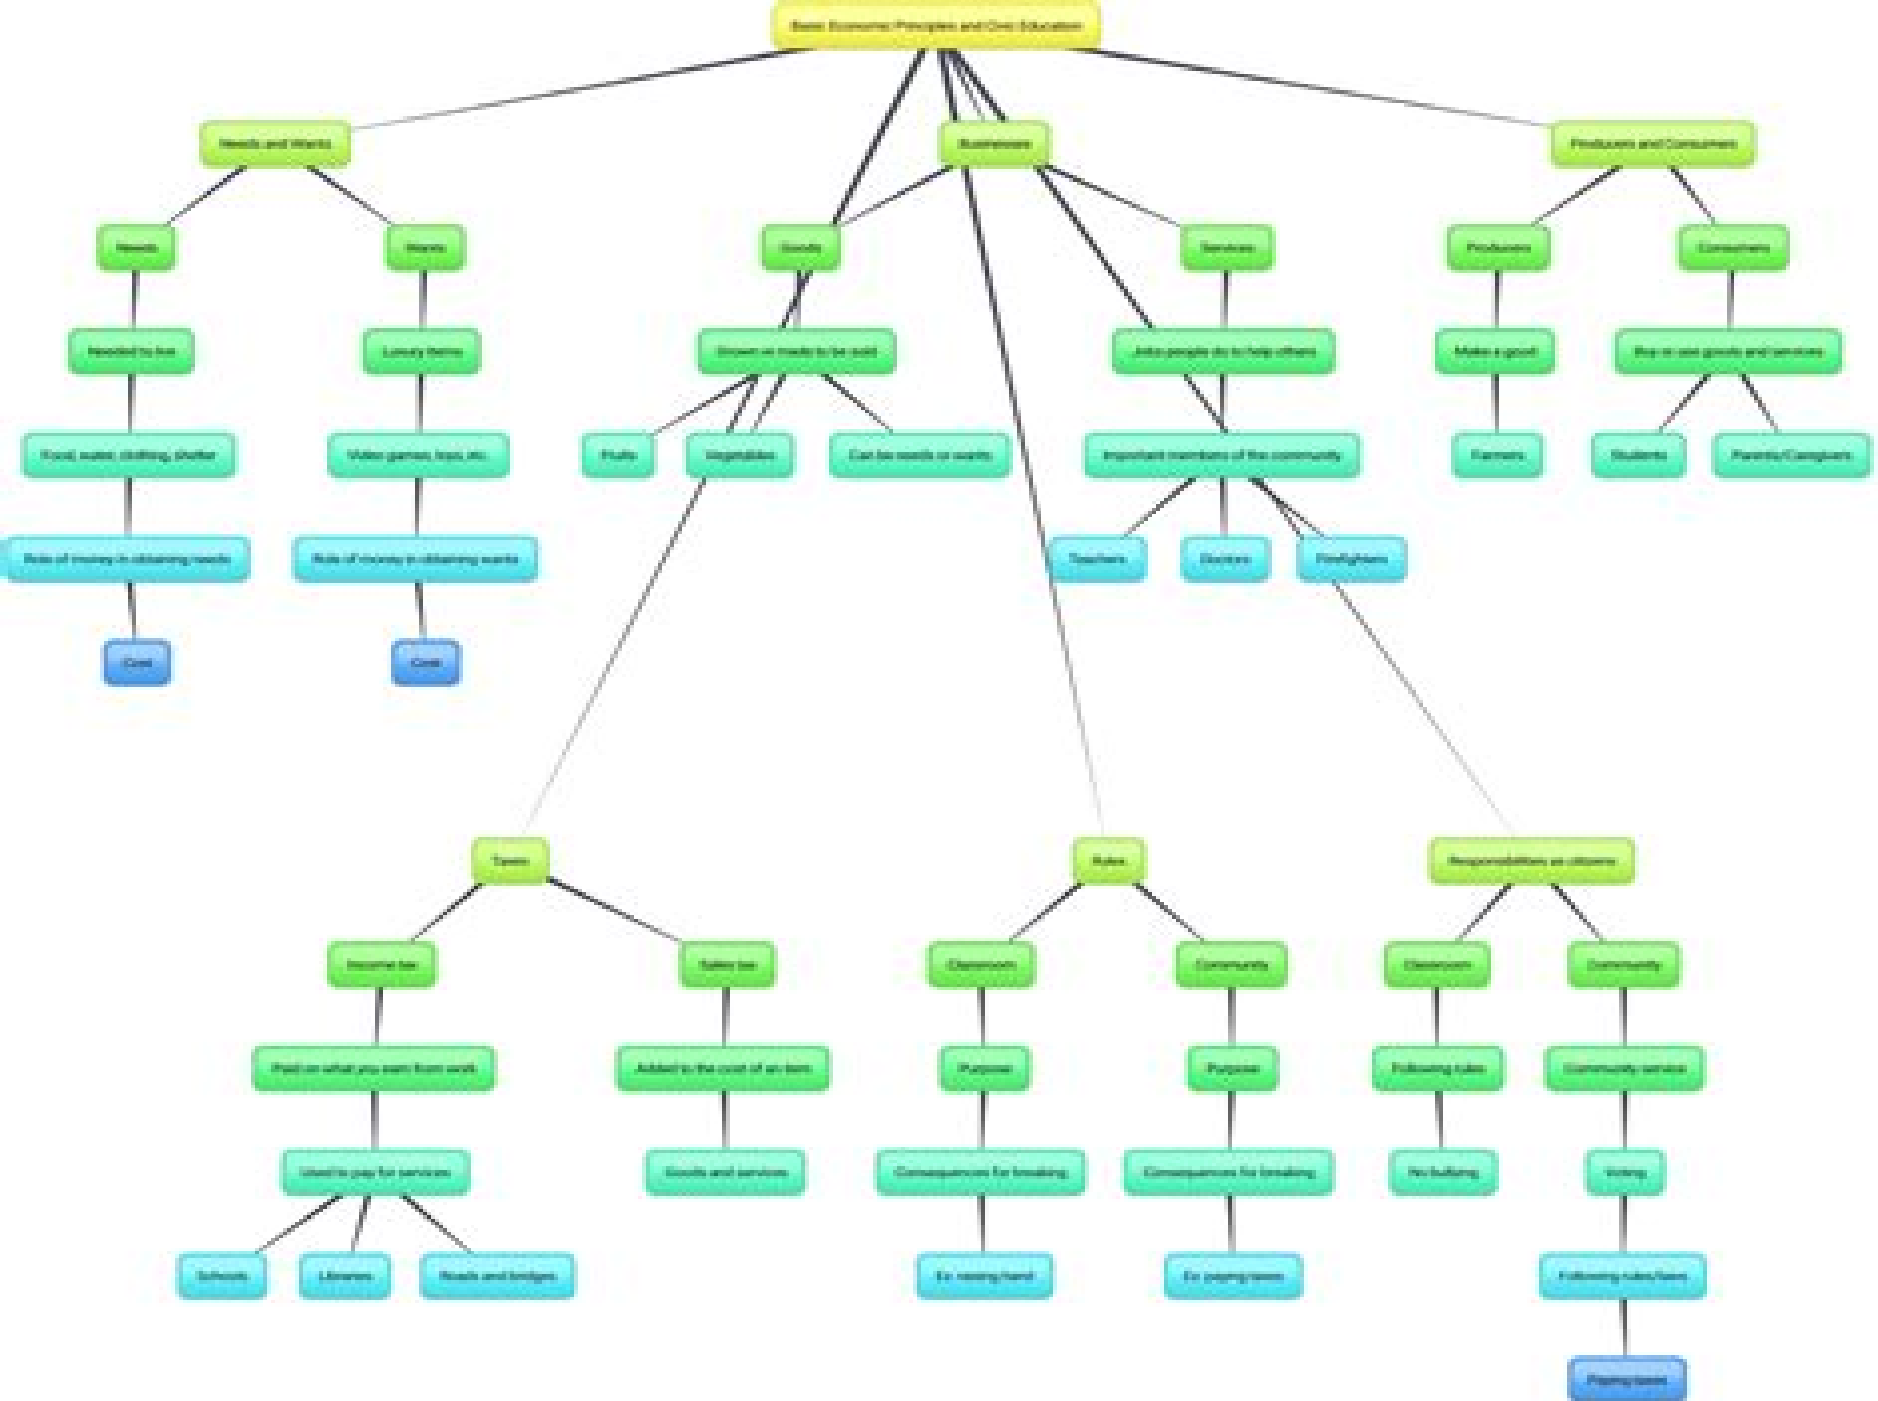 Basic Economic Principles and Civic Education
Needs and Wants
Businesses
Producers and Consumers
Needs
Wants
Goods
Services
Producers
Consumers
Needed to live
Luxury items
Grown or made to be sold
Jobs people do to help others
Make a good
Buy or use goods and services
Food, water, clothing, shelter
Video games, toys, etc.
Fruits
Vegetables
Can be needs or wants
Important members of the community
Farmers
Students
Parents/Caregivers
Role of money in obtaining needs
Role of money in obtaining wants
Teachers
Doctors
Firefighters
Cost
Cost
Taxes
Rules
Responsibilities as citizens
Income tax
Sales tax
Classroom
Community
Classroom
Community
Paid on what you earn from work
Added to the cost of an item
Purpose
Purpose
Following rules
Community service
Used to pay for services
Goods and services
Consequences for breaking
Consequences for breaking
No bullying
Voting
Schools
Libraries
Roads and bridges
Ex: raising hand
Ex: paying taxes
Following rules/laws
Paying taxes